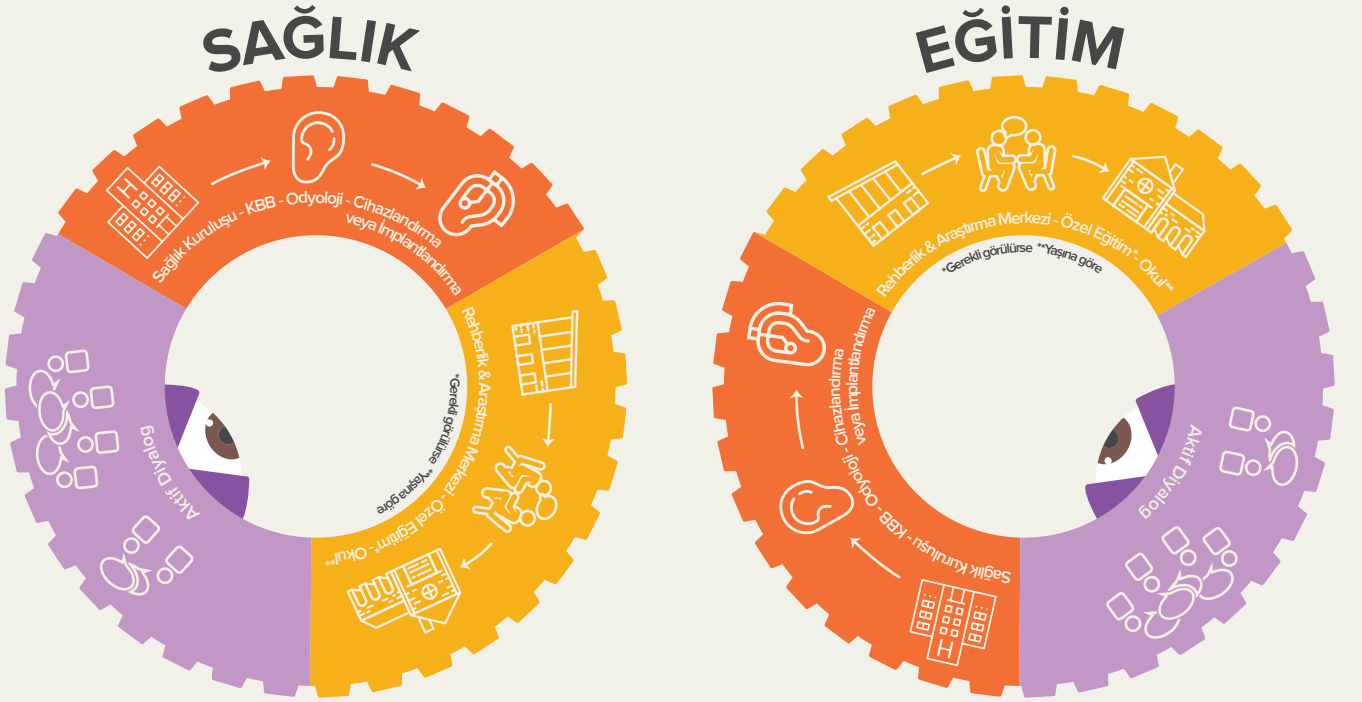 SAĞLIK
Sağlık Kuruluşu - KBB - Odyoloji - Cihazlandırma
veya İmplantlandırma
Rehberlik & Araştırma Merkezi - Özel Eğitim* - Okul**
*Gerekli görülürse **Yaşına göre
Aktif Diyalog
EĞİTİM
Rehberlik & Araştırma Merkezi - Özel Eğitim* - Okul**
*Gerekli görülürse **Yaşına göre
Sağlık Kuruluşu - KBB - Odyoloji - Cihazlandırma
veya İmplantlandırma
Aktif Diyalog